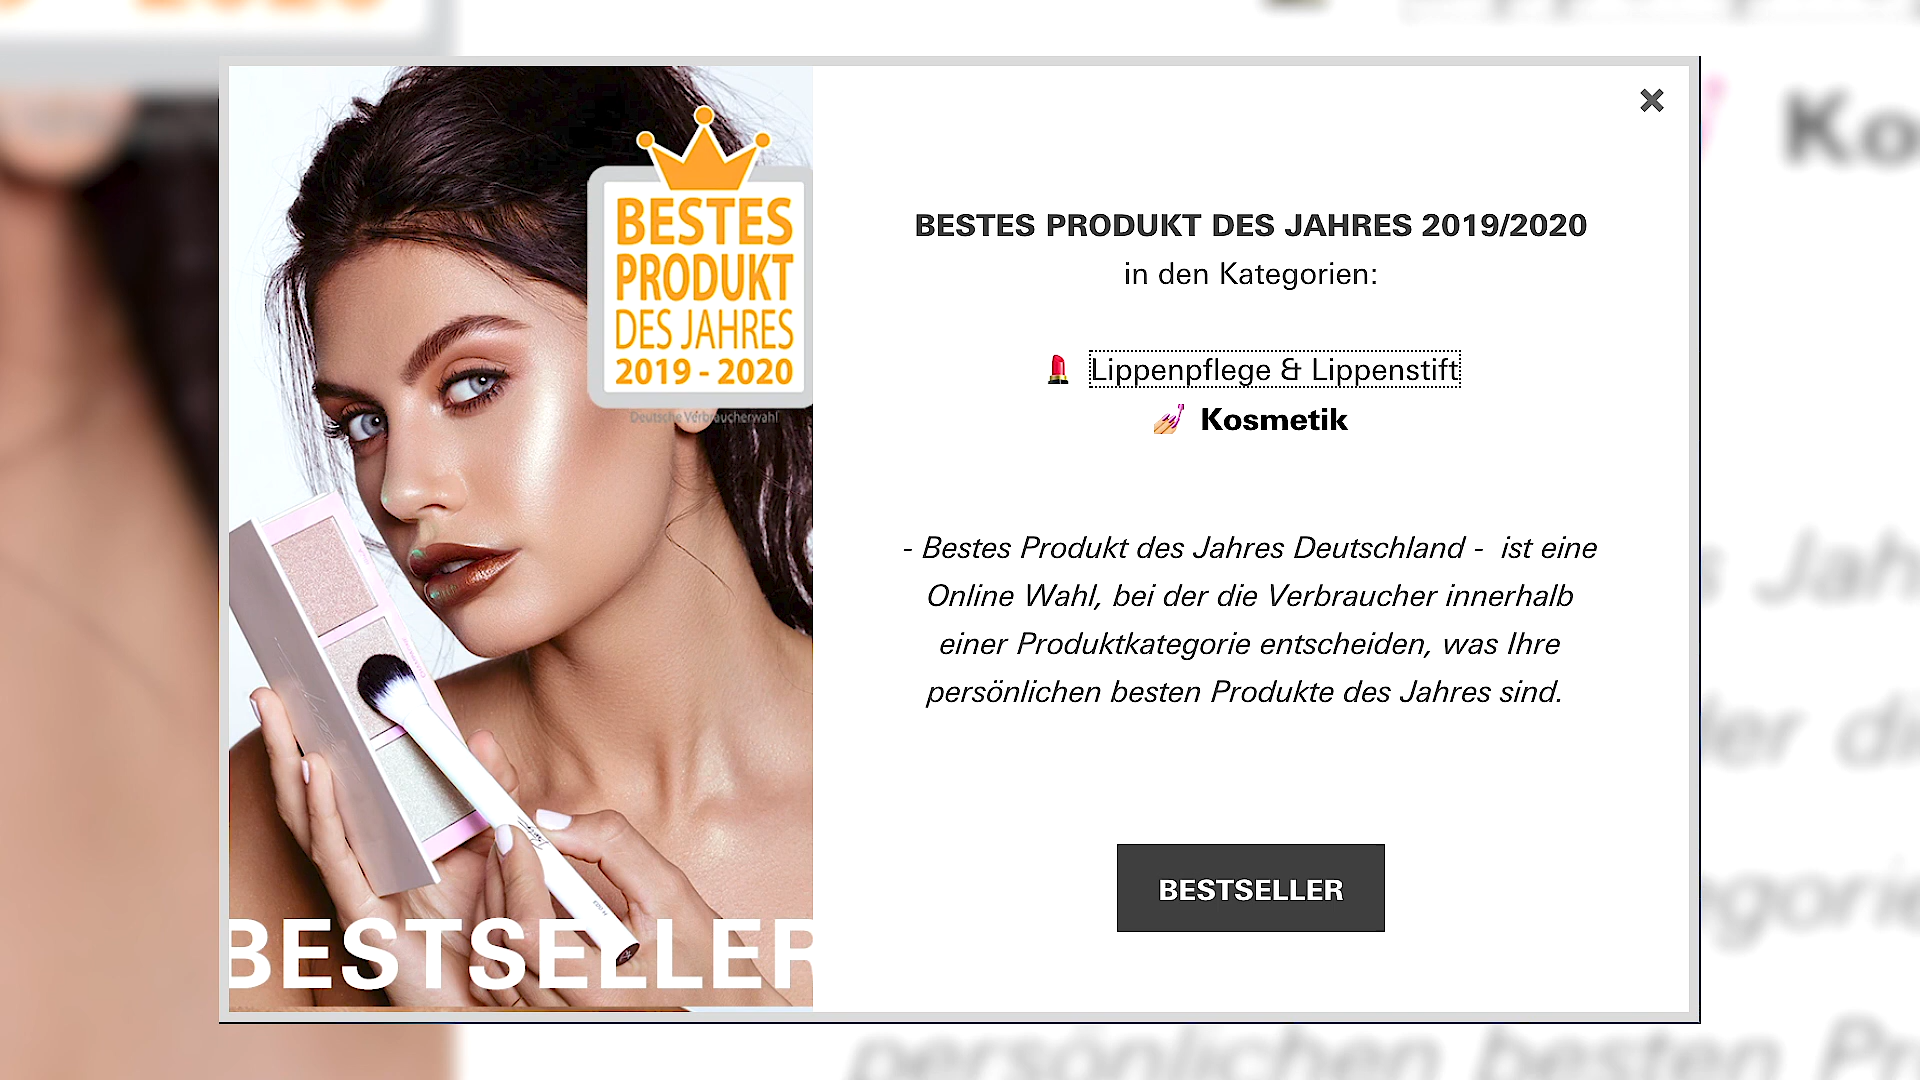 BESTES
PRODUKT
DES JAHRES
2019 - 2020
Deutsche Verbraucherwahl
BESTSELLER
BESTES PRODUKT DES JAHRES 2019/2020
in den Kategorien:
Lippenpflege & Lippenstift
Kosmetik
- Bestes Produkt des Jahres Deutschland - ist eine
Online Wahl, bei der die Verbraucher innerhalb
einer Produktkategorie entscheiden, was Ihre
persönlichen besten Produkte des Jahres sind.
BESTSELLER